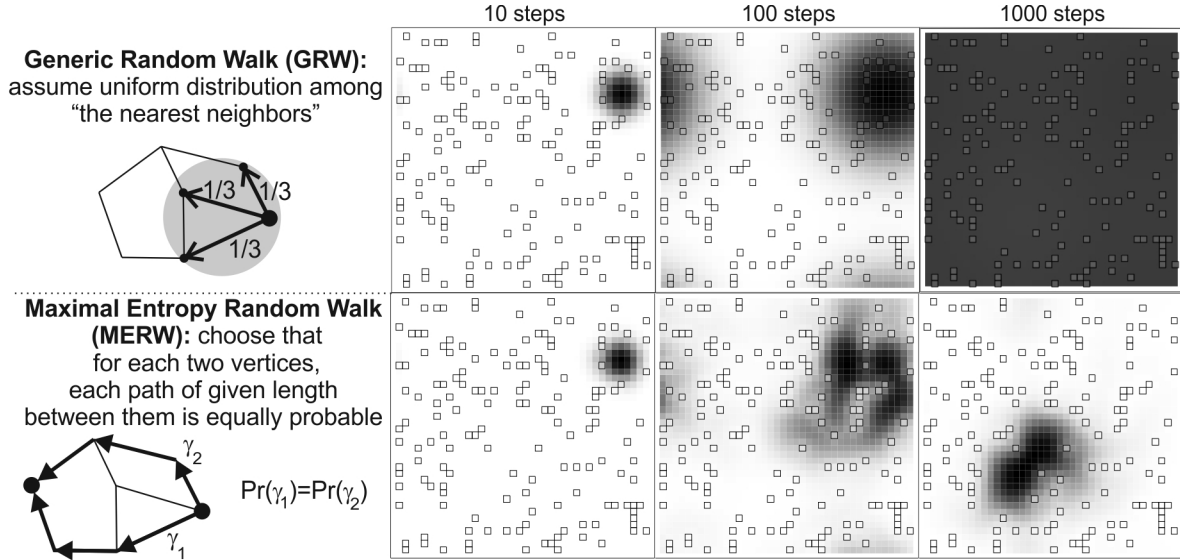 10 steps
100 steps
1000 steps
Generic Random Walk (GRW):
assume uniform distribution among
“the nearest neighbors”
1/3
1/3
1/3
Maximal Entropy Random Walk
(MERW): choose that
for each two vertices,
each path of given length
between them is equally probable
γ2
Pr(γ1)=Pr(γ2)
γ1